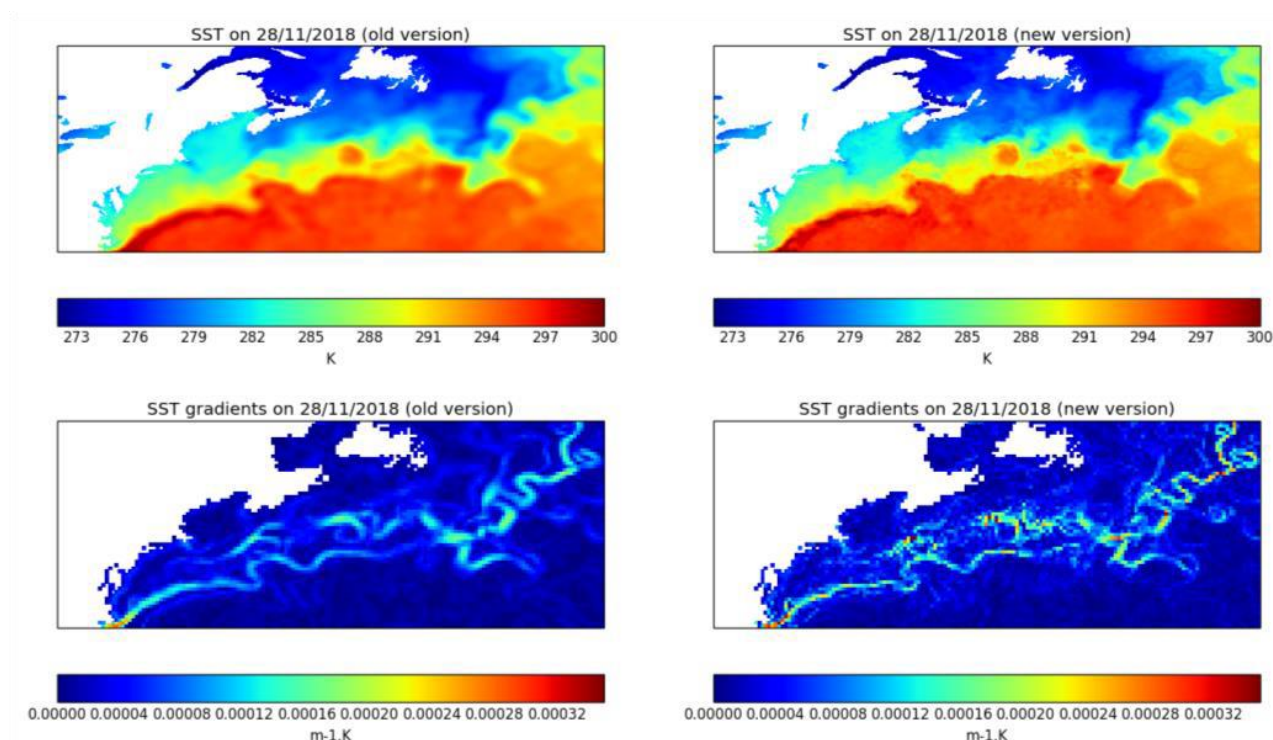 SST on 28/11/2018 (old version)
SST on 28/11/2018 (new version)
273 276 279 282 285 288 291 294 297 300
K
273 276 279 282 285 288 291 294 297 300
K
SST gradients on 28/11/2018 (old version)
SST gradients on 28/11/2018 (new version)
0.00000 0.00004 0.00008 0.00012 0.00016 0.00020 0.00024 0.00028 0.00032
m-1.K
0.00000 0.00004 0.00008 0.00012 0.00016 0.00020 0.00024 0.00028 0.00032
m-1.K